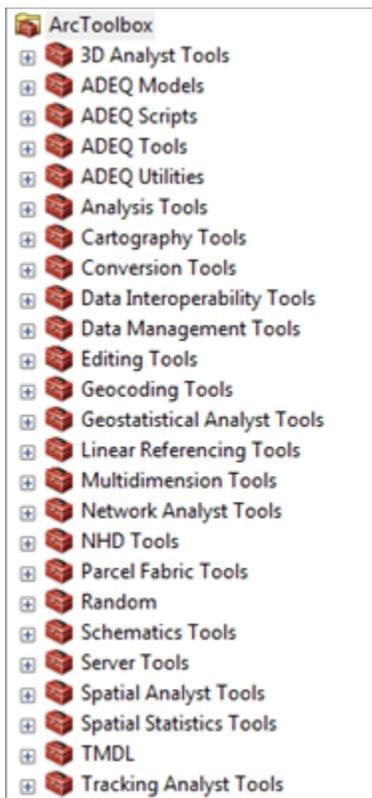 ArcToolbox
3D Analyst Tools
ADEQ Models
ADEQ Scripts
ADEQ Tools
ADEQ Utilities
Analysis Tools
Cartography Tools
Conversion Tools
Data Interoperability Tools
Data Management Tools
Editing Tools
Geocoding Tools
Geostatistical Analyst Tools
Linear Referencing Tools
Multidimension Tools
Network Analyst Tools
NHD Tools
Parcel Fabric Tools
Random
Schematics Tools
Server Tools
Spatial Analyst Tools
Spatial Statistics Tools
TMDL
Tracking Analyst Tools